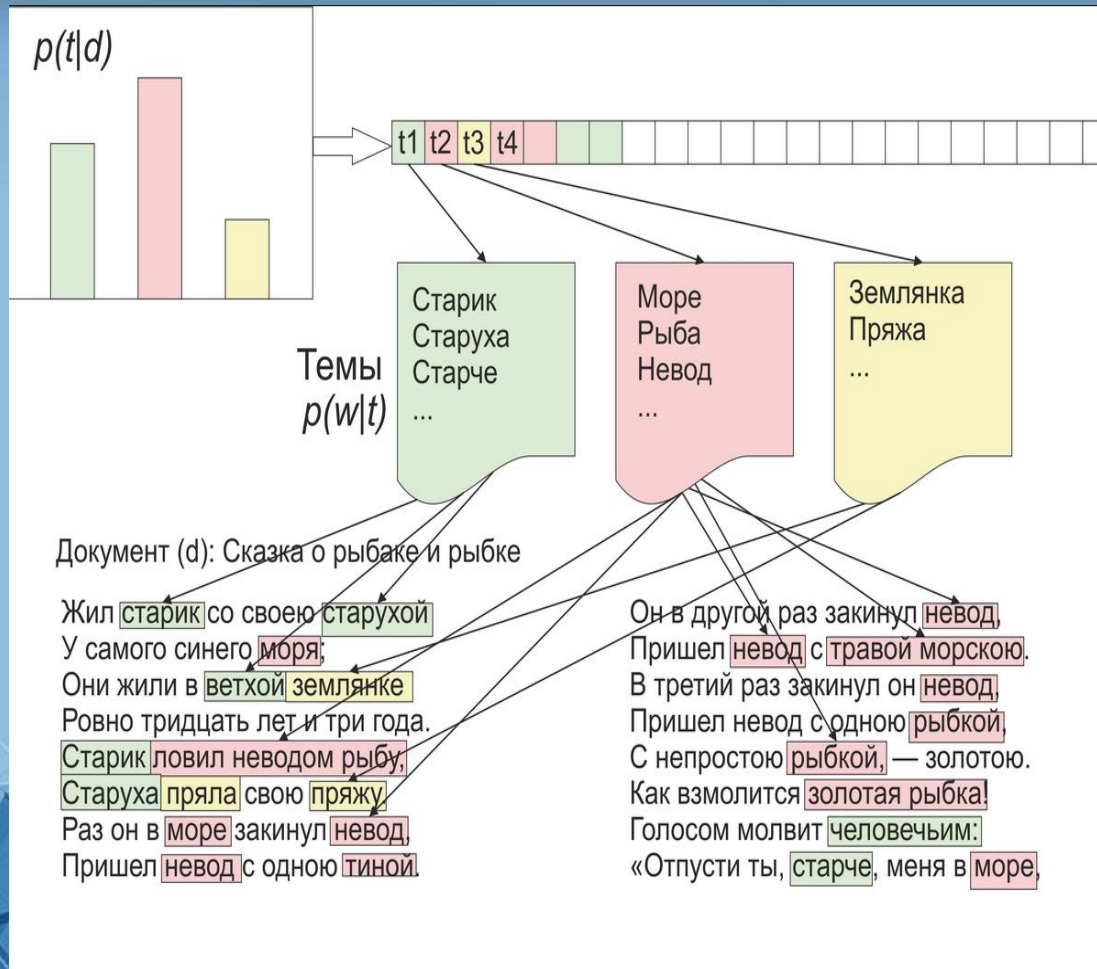 p(t|d)
t1 t2 t3 t4
Старик
Старуха
Старче
...
Море
Рыба
Невод
...
Землянка
Пряжа
...
Темы
p(w|t)
Документ (d): Сказка о рыбаке и рыбке
Жил старик со своею старухой
У самого синего моря;
Они жили в ветхой землянке
Ровно тридцать лет и три года.
Старик ловил неводом рыбу,
Старуха пряла свою пряжу.
Раз он в море закинул невод,
Пришел невод с одною тиной.
Он в другой раз закинул невод,
Пришел невод с травой морскою.
В третий раз закинул он невод,
Пришел невод с одною рыбкой,
С непростою рыбкой, — золотою.
Как взмолится золотая рыбка!
Голосом молвит человечьим:
«Отпусти ты, старче, меня в море,